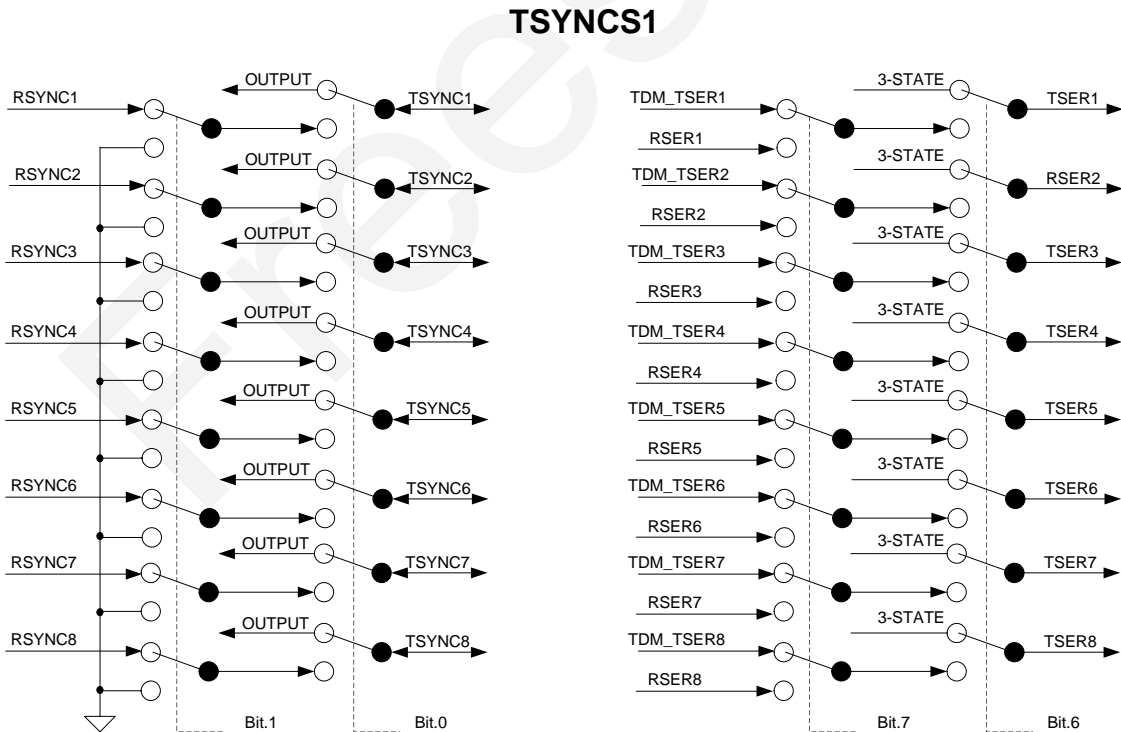 TSYNCS1
OUTPUT
RSYNC1
TSYNC1
OUTPUT
RSYNC2
TSYNC2
OUTPUT
RSYNC3
TSYNC3
OUTPUT
RSYNC4
TSYNC4
OUTPUT
RSYNC5
TSYNC5
OUTPUT
RSYNC6
TSYNC6
OUTPUT
RSYNC7
TSYNC7
OUTPUT
RSYNC8
TSYNC8
Bit.1
Bit.0
3-STATE
TDM_TSER1
TSER1
RSER1
3-STATE
TDM_TSER2
RSER2
RSER2
3-STATE
TDM_TSER3
TSER3
RSER3
3-STATE
TDM_TSER4
TSER4
RSER4
3-STATE
TDM_TSER5
TSER5
RSER5
3-STATE
TDM_TSER6
TSER6
RSER6
3-STATE
TDM_TSER7
TSER7
RSER7
3-STATE
TDM_TSER8
TSER8
RSER8
Bit.7
Bit.6